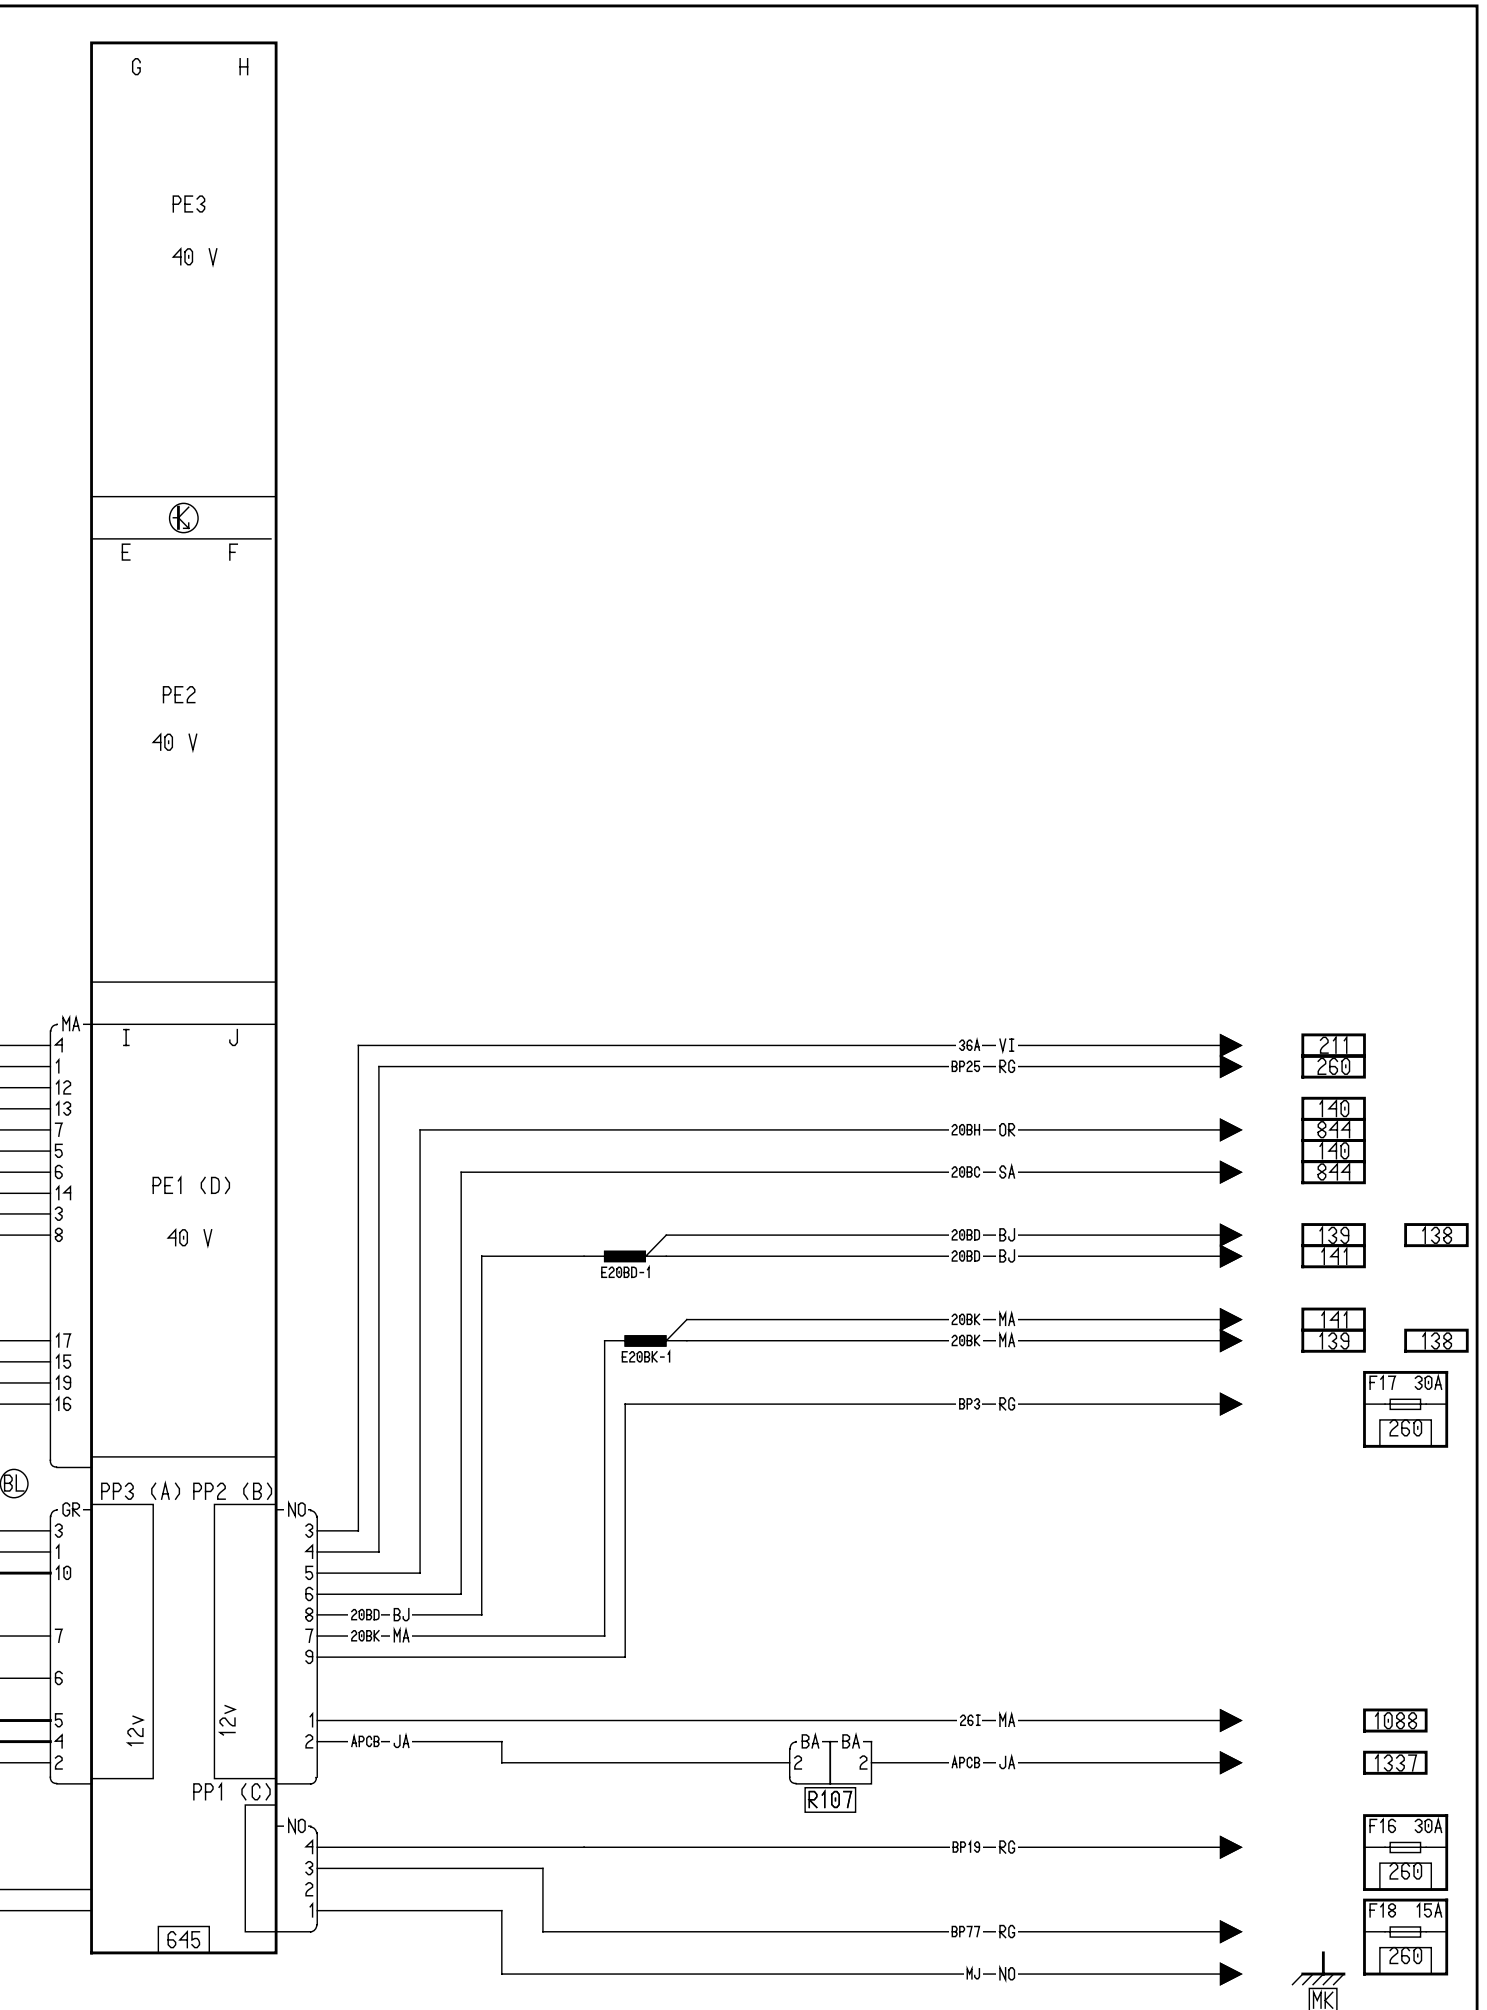 G H
PE3
40 V
K
E F
PE2
40 V
MA
I J
4
1
12
13
7
5
6
14
3
8
17
15
19
16
PE1 (D)
40 V
36A VI
211
BP25 RG
260
20BH OR
140
844
20BC SA
140
844
20BD BJ
139 138
20BD BJ
141
E20BD-1
20BK MA
141
20BK MA
139 138
E20BK-1
BP3 RG
F17 30A
260
BL
PP3 (A) PP2 (B)
GR
3
1
10
7
6
5
4
2
12v
12v
NO
3
4
5
6
8 20BD BJ
7 20BK MA
9
1
26I MA
1088
2 APCB JA
BA BA
2 2
R107
APCB JA
1337
PP1 (C)
NO
4
3
2
1
BP19 RG
F16 30A
260
BP77 RG
F18 15A
260
MJ NO
MK
645